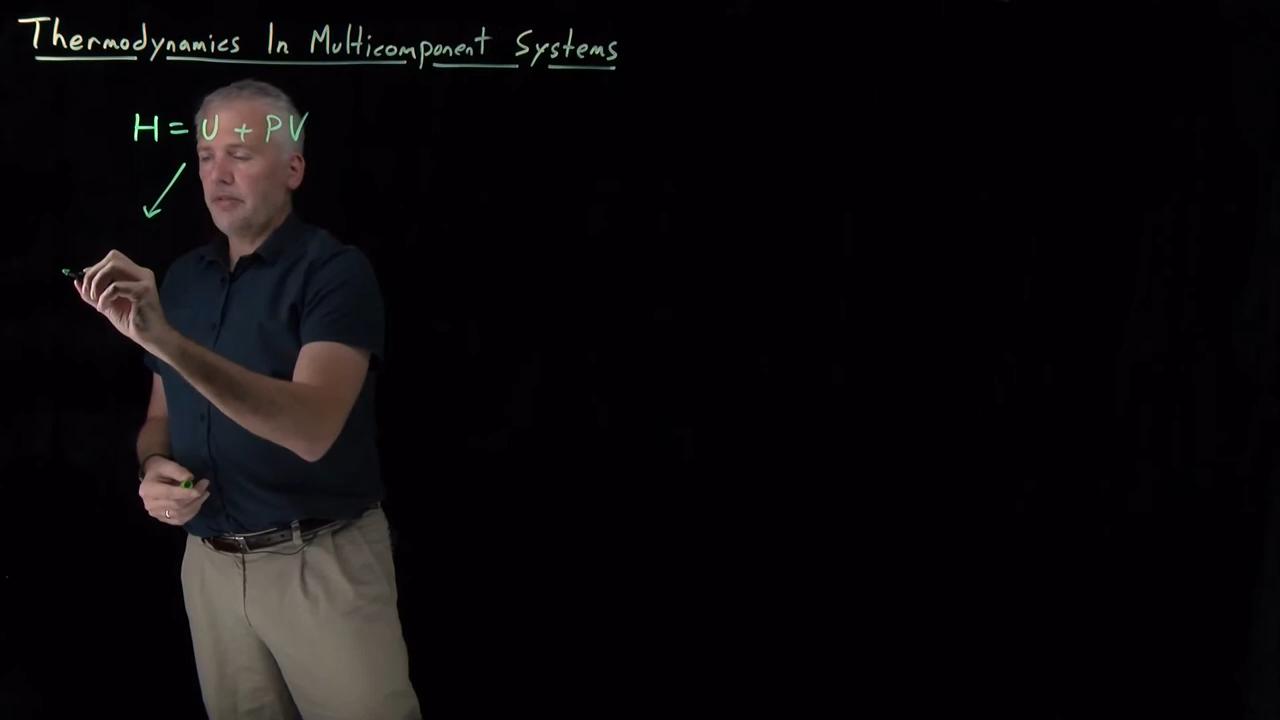 Thermodynamics In Multicomponent Systems
H = U + PV